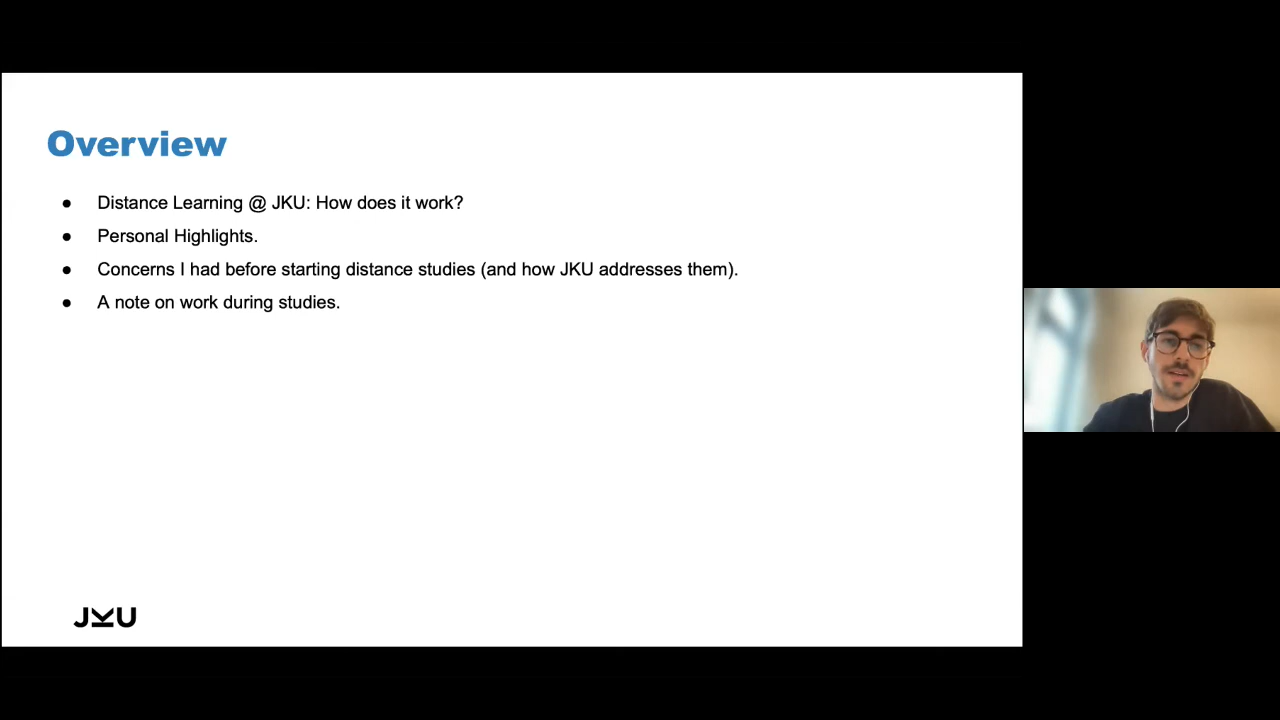 Overview
● Distance Learning @ JKU: How does it work?
● Personal Highlights.
● Concerns I had before starting distance studies (and how JKU addresses them).
● A note on work during studies.
JKU